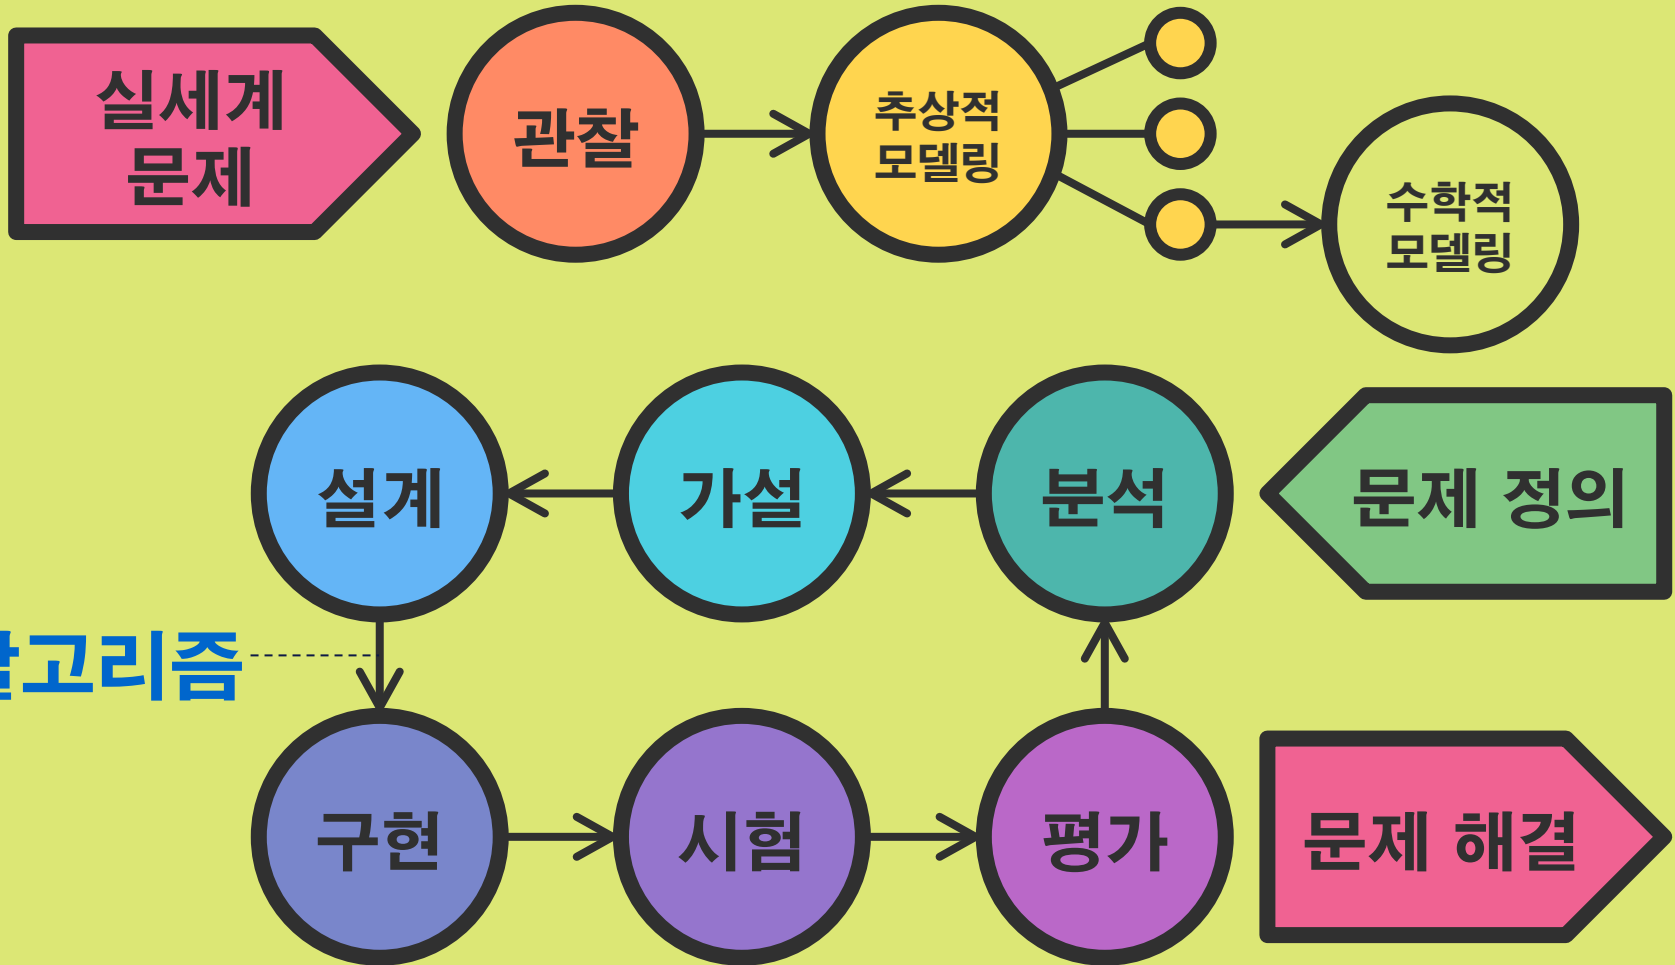 실세계
문제
관찰
추상적
모델링
수학적
모델링
설계
가설
분석
문제 정의
알고리즘
구현
시험
평가
문제 해결